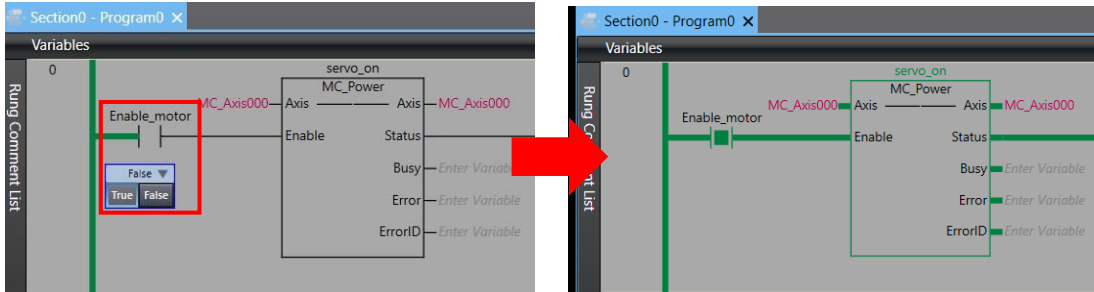 Section0 - Program0 ×
Variables
0
servo_on
MC_Power
MC_Axis000 Axis Axis MC_Axis000
Enable_motor
Enable Status
False ▼
Busy Enter Variable
True False
Error Enter Variable
ErrorID Enter Variable
Rung Comment List
Section0 - Program0 ×
Variables
0
servo_on
MC_Power
MC_Axis000 Axis Axis MC_Axis000
Enable_motor
Enable Status
Busy Enter Variable
Error Enter Variable
ErrorID Enter Variable
Rung Co
nt List